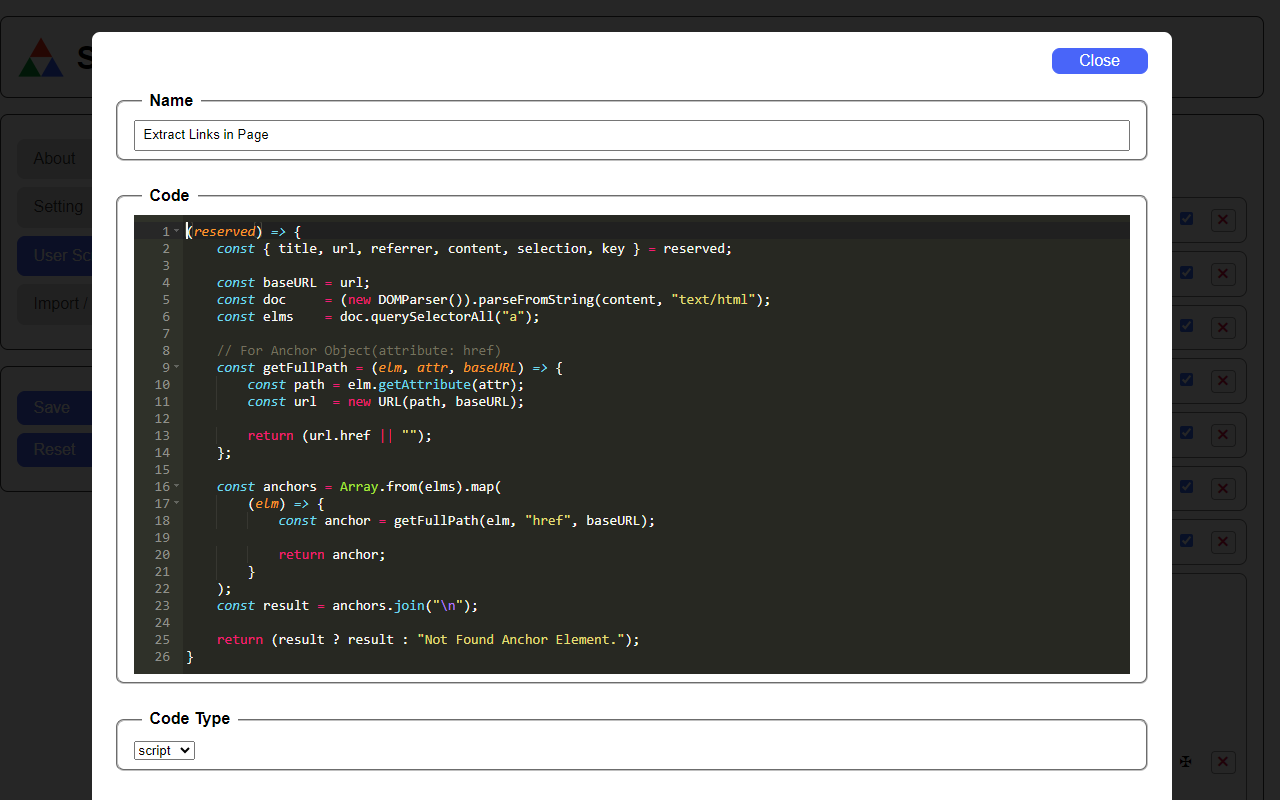 S
Close
Name
Extract Links in Page
About
Setting
User Sc
Import /
Save
Reset
Code
1 (reserved) => {
2     const { title, url, referrer, content, selection, key } = reserved;
3
4     const baseURL = url;
5     const doc     = (new DOMParser()).parseFromString(content, "text/html");
6     const elms    = doc.querySelectorAll("a");
7
8     // For Anchor Object(attribute: href)
9     const getFullPath = (elm, attr, baseURL) => {
10         const path = elm.getAttribute(attr);
11         const url  = new URL(path, baseURL);
12
13         return (url.href || "");
14     };
15
16     const anchors = Array.from(elms).map(
17         (elm) => {
18             const anchor = getFullPath(elm, "href", baseURL);
19
20             return anchor;
21         }
22     );
23     const result = anchors.join("\n");
24
25     return (result ? result : "Not Found Anchor Element.");
26 }
Code Type
script